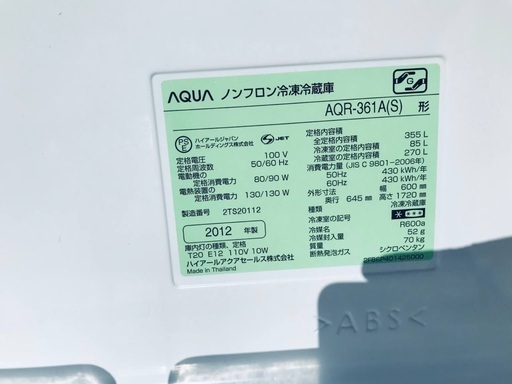 AQUA ノンフロン冷凍冷蔵庫
G
AQR-361A(S) 形
PS E ハイアールジャパン ホールディングス株式会社 S-JET
定格電圧 100 V
定格周波数 50/60 Hz
電動機の定格消費電力 80/90 W
電熱装置の定格消費電力 130/130 W
製造番号 2TS20112
2012 年製
庫内灯の種類、定格
T20 E12 110V 10W
ハイアールアクアセールス株式会社
Made in Thailand
定格内容積 355 L
全定格内容積
冷凍室の定格内容積 85 L
冷蔵室の定格内容積 270 L
消費電力量(JIS C 9801-2006年)
50Hz 430 kWh/年
60Hz 430 kWh/年
外形寸法 幅 600 mm
奥行 645 mm 高さ 1720 mm
種類 冷凍冷蔵庫
冷凍室の記号
冷媒 R600a
冷媒封入量 52 g
質量 70 kg
断熱発泡ガス シクロペンタン
>ABS<